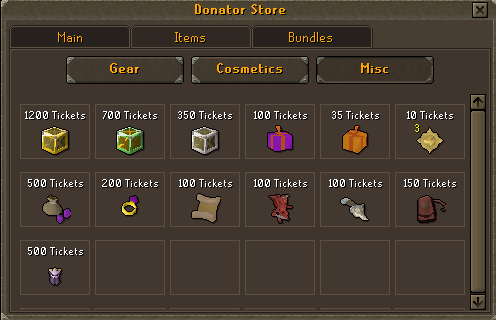 Donator Store
Main Items Bundles
Gear Cosmetics Misc
1200 Tickets 700 Tickets 350 Tickets 100 Tickets 35 Tickets 10 Tickets
3
500 Tickets 200 Tickets 100 Tickets 100 Tickets 100 Tickets 150 Tickets
500 Tickets